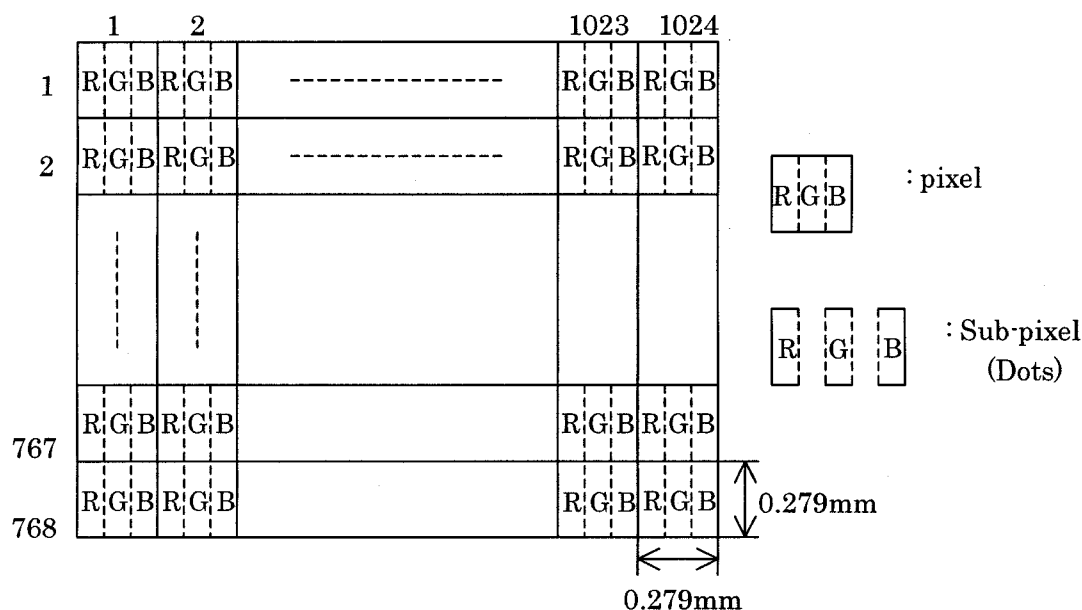 1 2 1023 1024
1 R G B R G B R G B R G B
2 R G B R G B R G B R G B
R G B : pixel
R G B : Sub-pixel
(Dots)
767 R G B R G B R G B R G B
768 R G B R G B R G B R G B
0.279mm
0.279mm